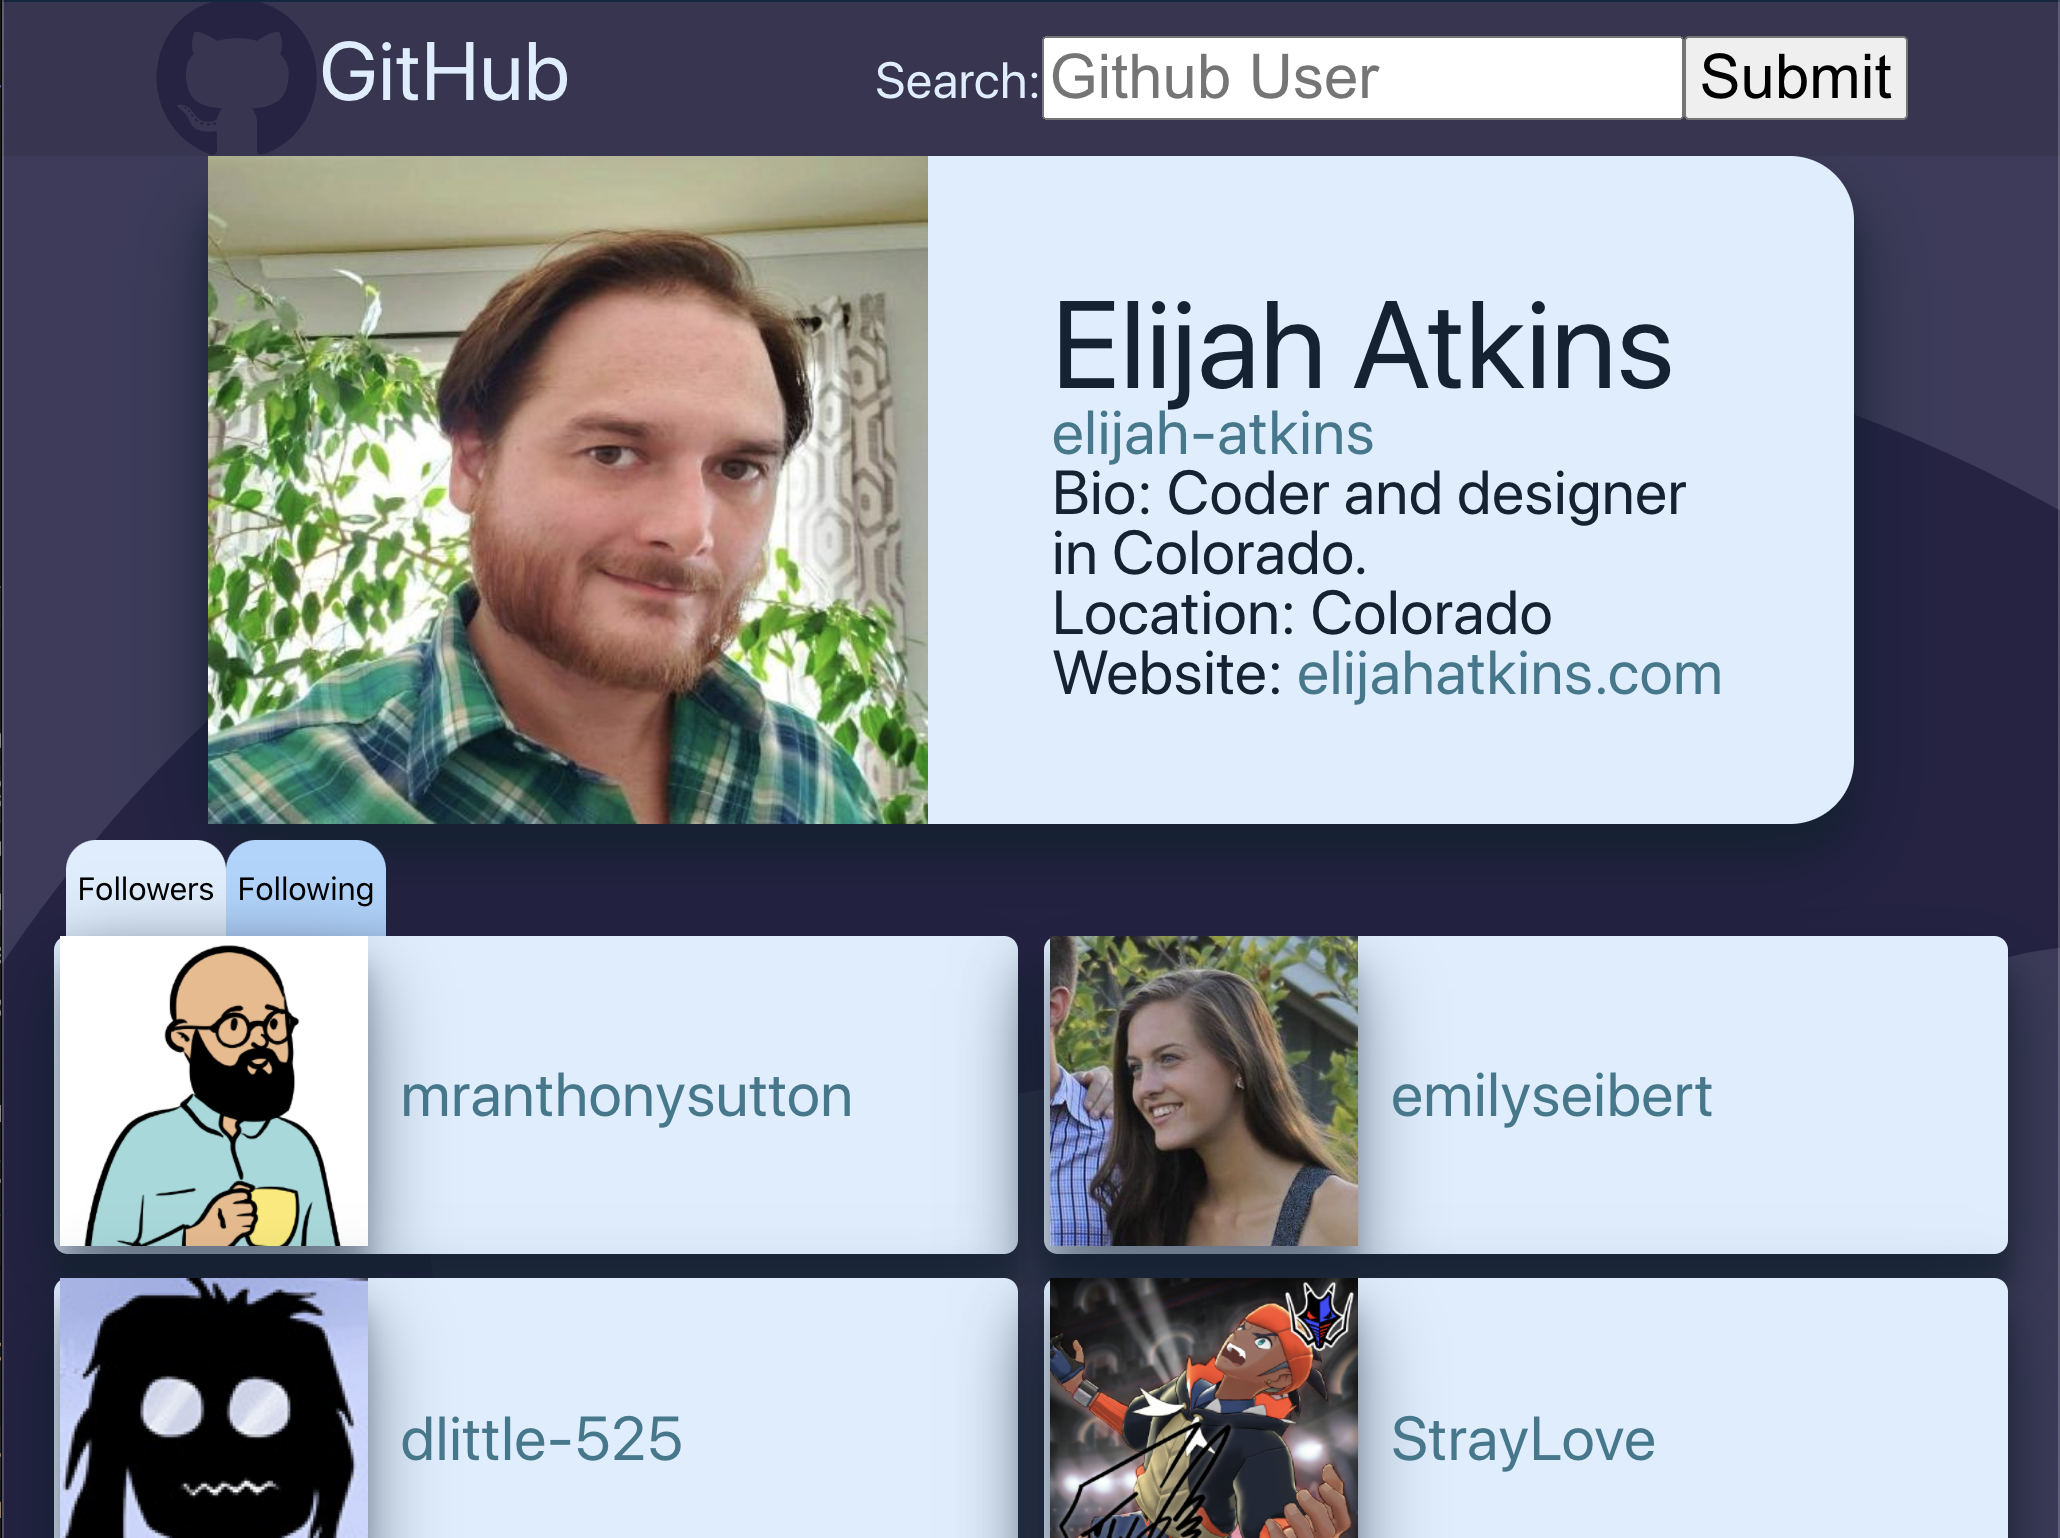 GitHub
Search: Github User Submit
Elijah Atkins
elijah-atkins
Bio: Coder and designer
in Colorado.
Location: Colorado
Website: elijahatkins.com
Followers Following
mranthonysutton
emilyseibert
dlittle-525
StrayLove